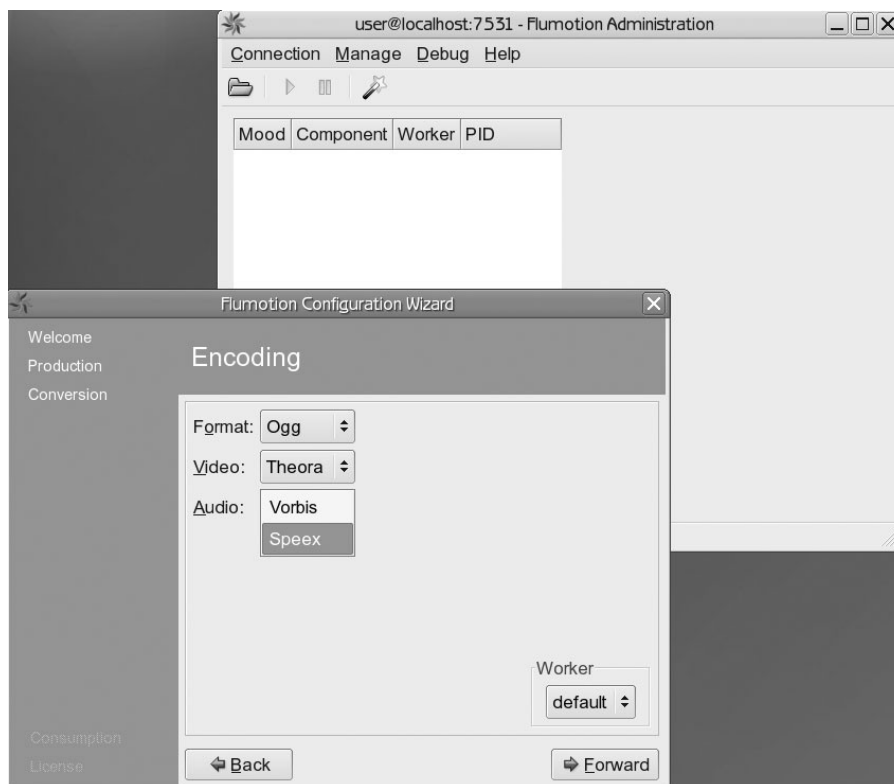 user@localhost:7531 - Flumotion Administration
Connection Manage Debug Help
Mood Component Worker PID
Flumotion Configuration Wizard
Welcome
Production
Conversion
Encoding
Format: Ogg
Video: Theora
Audio: Vorbis
Speex
Worker
default
Consumption
License
Back
Forward